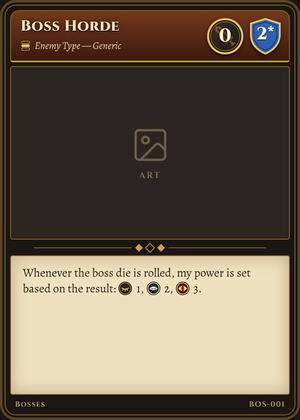 Boss Horde
0
2*
Enemy Type — Generic
ART
Whenever the boss die is rolled, my power is set
based on the result: 1, 2, 3.
Bosses
BOS-001